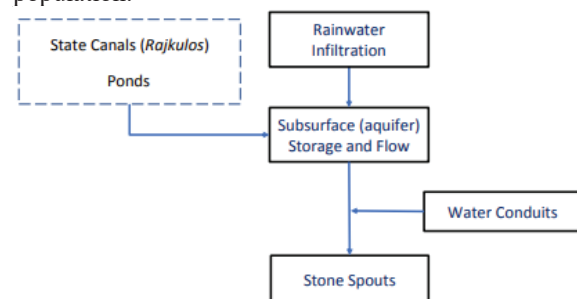 State Canals (Rajkulos)
Ponds
Rainwater
Infiltration
Subsurface (aquifer)
Storage and Flow
Water Conduits
Stone Spouts